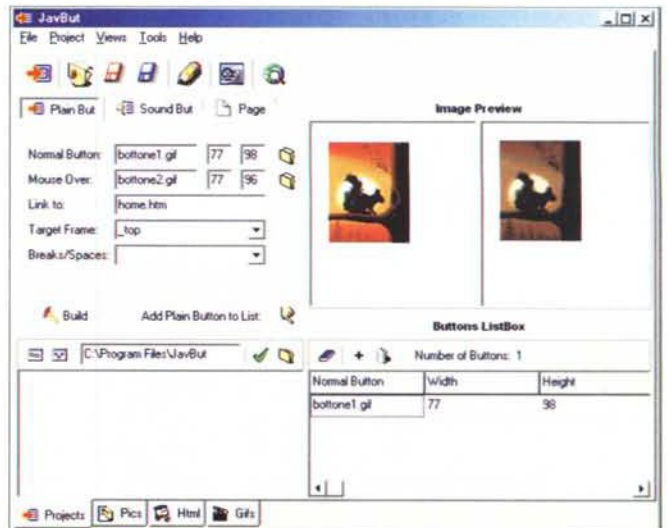 JavBut
File Project Views Tools Help
Plain But Sound But Page
Image Preview
Normal Button: bottone1.gif 77 98
Mouse Over: bottone2.gif 77 96
Link to: home.htm
Target Frame: _top
Breaks/Spaces:
Build Add Plain Button to List:
Buttons ListBox
C:\Program Files\JavBut
Number of Buttons: 1
Normal Button Width Height
bottone1.gif 77 98
Projects Pics Html Gifs